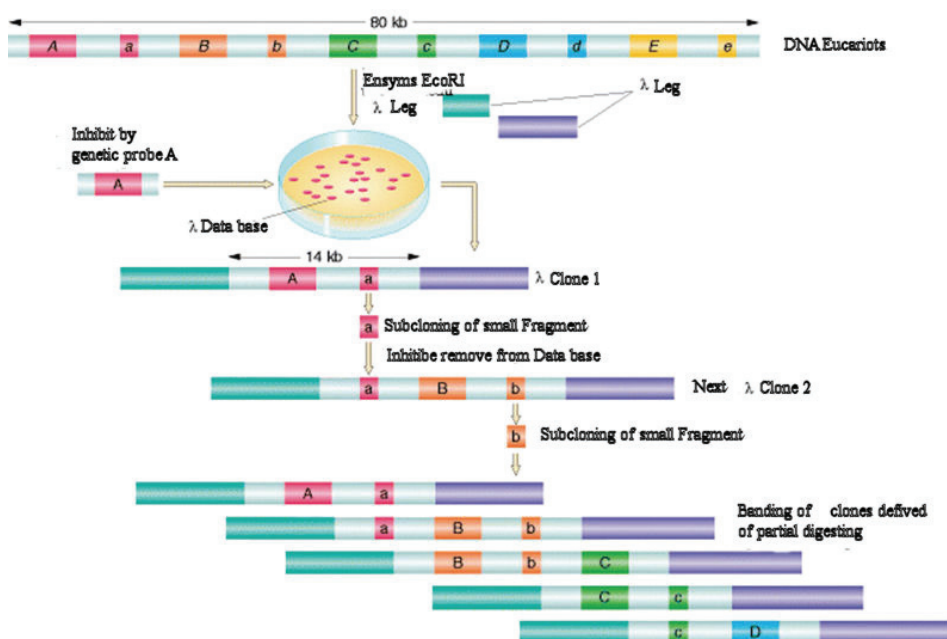 80 kb
A a B b C c D d E e
DNA Eucariots
Ensyms EcoRI
λ Leg
λ Leg
Inhibit by
genetic probe A
A
λ Data base
14 kb
A a
λ Clone 1
a
Subcloning of small Fragment
Inhitibe remove from Data base
a B b
Next λ Clone 2
b
Subcloning of small Fragment
A a
Banding of clones defived
of partial digesting
a B b
B b C
C c
c D